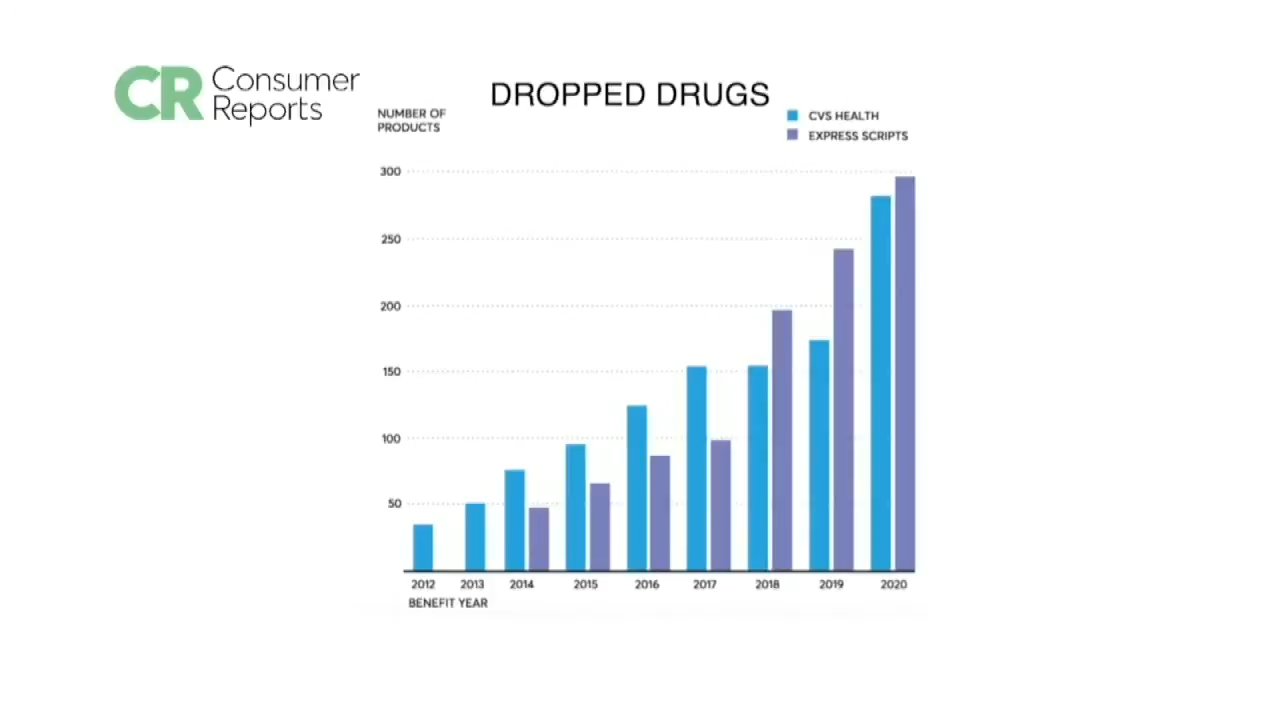 CR Consumer
Reports
DROPPED DRUGS
NUMBER OF
PRODUCTS
CVS HEALTH
EXPRESS SCRIPTS
300
250
200
150
100
50
2012 2013 2014 2015 2016 2017 2018 2019 2020
BENEFIT YEAR